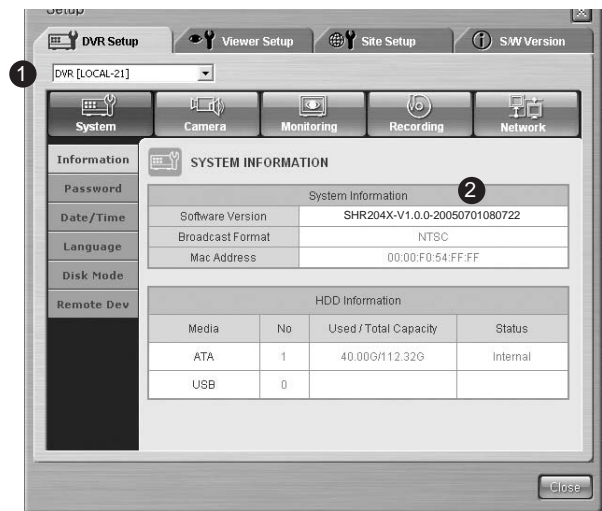 Setup
DVR Setup Viewer Setup Site Setup S/W Version
1 DVR [LOCAL-21]
System Camera Monitoring Recording Network
Information SYSTEM INFORMATION
Password
System Information 2
Date/Time Software Version SHR204X-V1.0.0-20050701080722
Broadcast Format NTSC
Language Mac Address 00:00:F0:54:FF:FF
Disk Mode
Remote Dev HDD Information
Media No Used / Total Capacity Status
ATA 1 40.00G/112.32G Internal
USB 0
Close